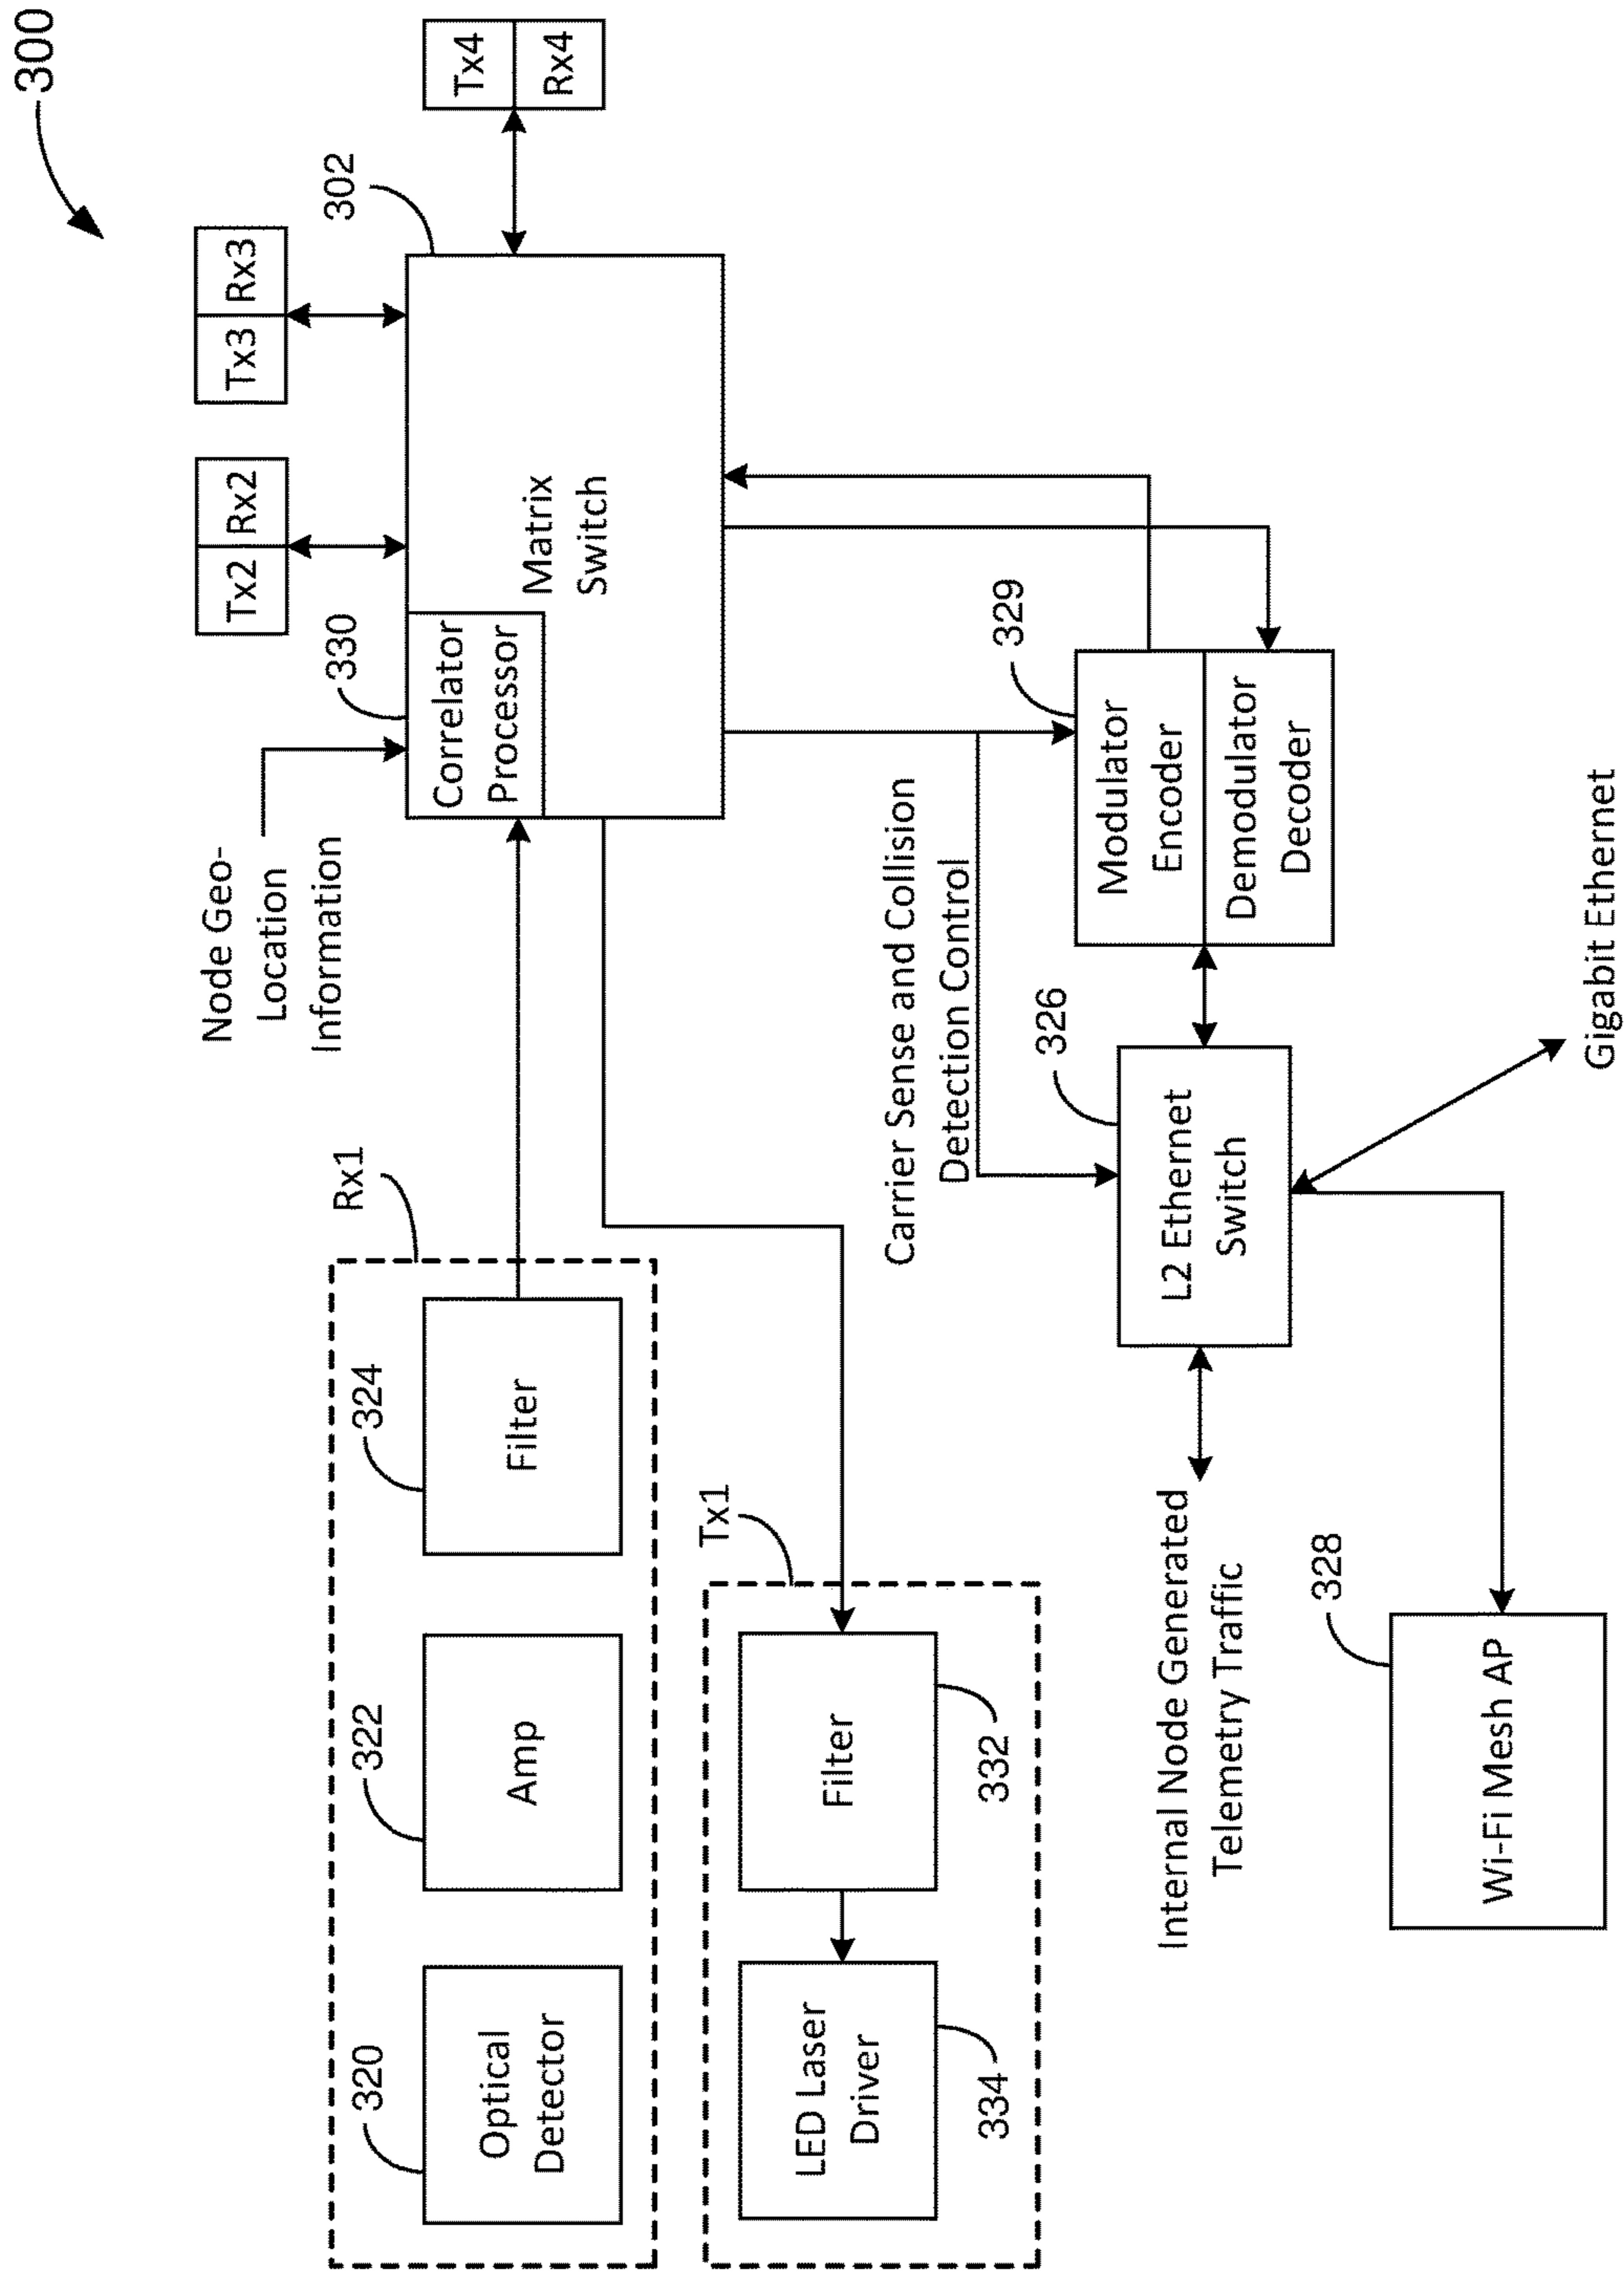 300
Tx2
Rx2
Tx3
Rx3
Tx4
Rx4
302
330
Node Geo-
Location
Information
Correlator
Processor
Matrix
Switch
Rx1
320
Optical
Detector
322
Amp
324
Filter
Tx1
LED Laser
Driver
334
Filter
332
Carrier Sense and Collision
Detection Control
329
Modulator
Encoder
Demodulator
Decoder
326
L2 Ethernet
Switch
Internal Node Generated
Telemetry Traffic
328
Wi-Fi Mesh AP
Gigabit Ethernet